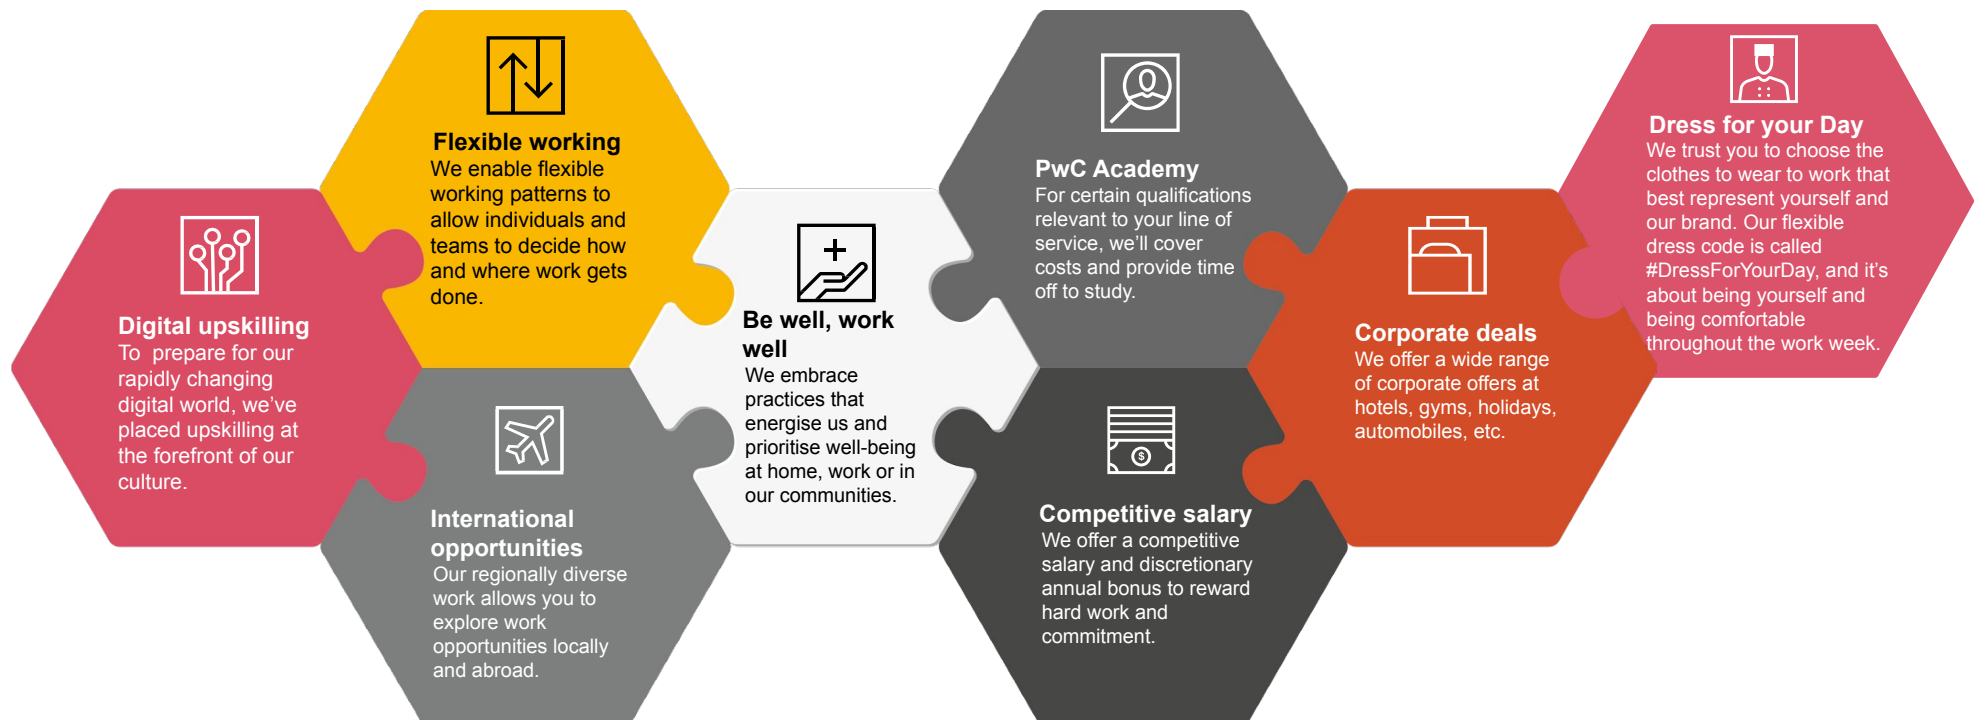 Digital upskilling
To  prepare for our
rapidly changing
digital world, we've
placed upskilling at
the forefront of our
culture.
Flexible working
We enable flexible
working patterns to
allow individuals and
teams to decide how
and where work gets
done.
International
opportunities
Our regionally diverse
work allows you to
explore work
opportunities locally
and abroad.
Be well, work
well
We embrace
practices that
energise us and
prioritise well-being
at home, work or in
our communities.
PwC Academy
For certain qualifications
relevant to your line of
service, we'll cover
costs and provide time
off to study.
$
Competitive salary
We offer a competitive
salary and discretionary
annual bonus to reward
hard work and
commitment.
Corporate deals
We offer a wide range
of corporate offers at
hotels, gyms, holidays,
automobiles, etc.
Dress for your Day
We trust you to choose the
clothes to wear to work that
best represent yourself and
our brand. Our flexible
dress code is called
#DressForYourDay, and it's
about being yourself and
being comfortable
throughout the work week.